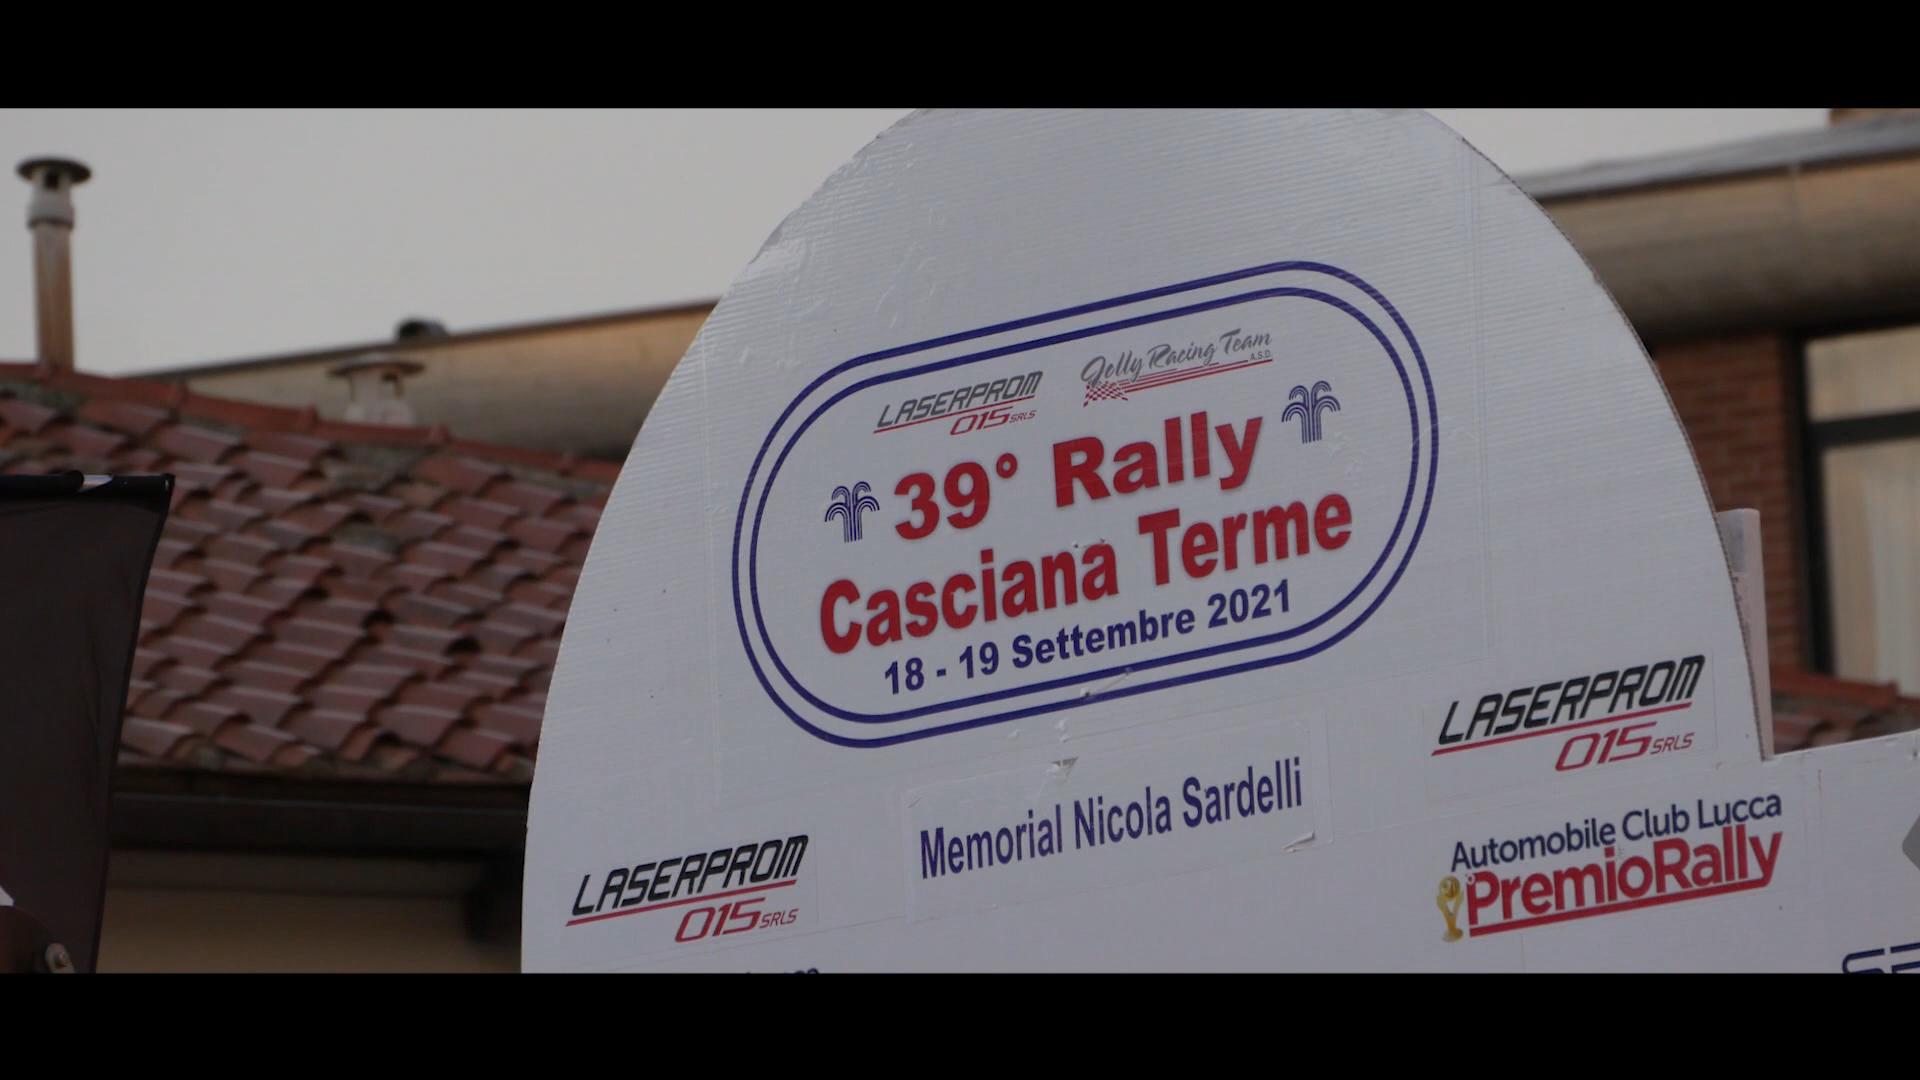 LASERPROM
015 SRLS
Jolly Racing Team
A.S.D.
39° Rally
Casciana Terme
18 - 19 Settembre 2021
Memorial Nicola Sardelli
LASERPROM
015 SRLS
LASERPROM
015 SRLS
Automobile Club Lucca
PremioRally